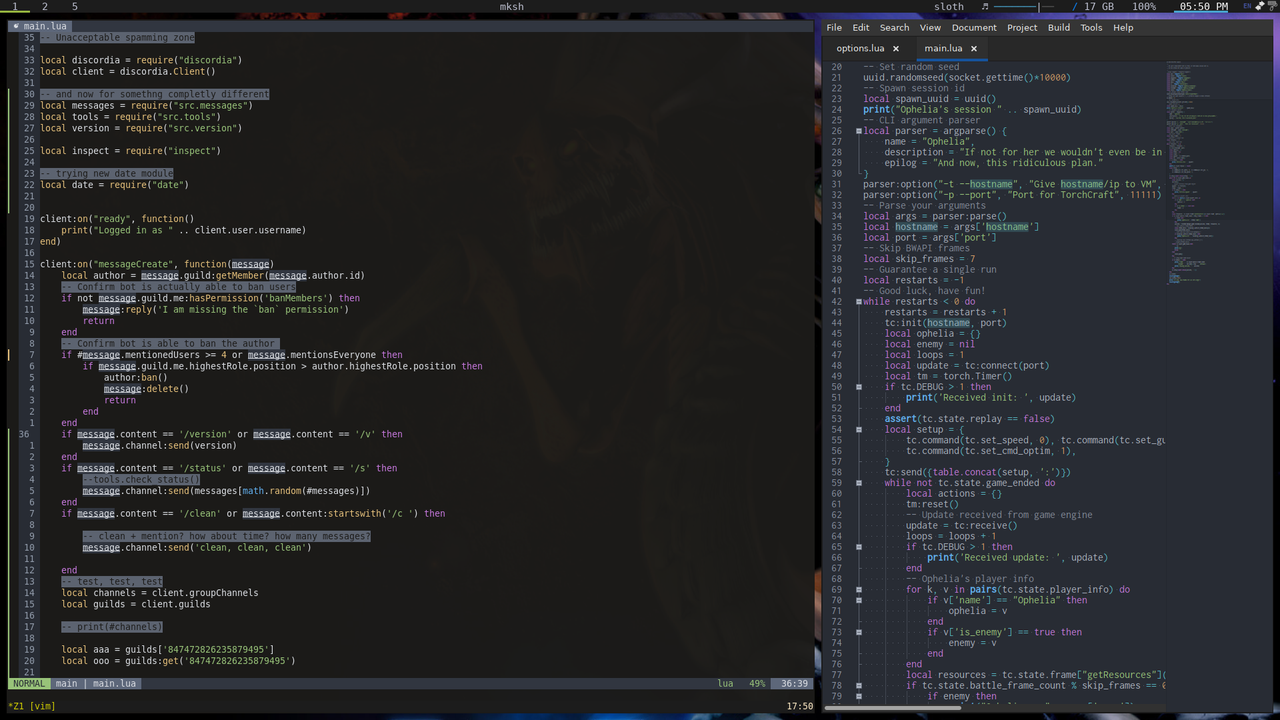 1 2 5 mksh sloth / 17 GB 100% 05:50 PM EN
main.lua
35 -- Unacceptable spamming zone
34
33 local discordia = require("discordia")
32 local client = discordia.Client()
31
30 -- and now for somethng completly different
29 local messages = require("src.messages")
28 local tools = require("src.tools")
27 local version = require("src.version")
26
25 local inspect = require("inspect")
24
23 -- trying new date module
22 local date = require("date")
21
20
19 client:on("ready", function()
18 print("Logged in as " .. client.user.username)
17 end)
16
15 client:on("messageCreate", function(message)
14 local author = message.guild:getMember(message.author.id)
13 -- Confirm bot is actually able to ban users
12 if not message.guild.me:hasPermission('banMembers') then
11 message:reply('I am missing the `ban` permission')
10 return
9 end
8 -- Confirm bot is able to ban the author
7 if #message.mentionedUsers >= 4 or message.mentionsEveryone then
6 if message.guild.me.highestRole.position > author.highestRole.position then
5 author:ban()
4 message:delete()
3 return
2 end
1 end
36 if message.content == '/version' or message.content == '/v' then
1 message.channel:send(version)
2 end
3 if message.content == '/status' or message.content == '/s' then
4 --tools.check_status()
5 message.channel:send(messages[math.random(#messages)])
6 end
7 if message.content == '/clean' or message.content:startswith('/c ') then
8
9 -- clean + mention? how about time? how many messages?
10 message.channel:send('clean, clean, clean')
11
12 end
13 -- test, test, test
14 local channels = client.groupChannels
15 local guilds = client.guilds
16
17 -- print(#channels)
18
19 local aaa = guilds['847472826235879495']
20 local ooo = guilds:get('847472826235879495')
21
NORMAL main | main.lua lua 49% 36:39
*Z1 [vim] 17:50
File Edit Search View Document Project Build Tools Help
options.lua × main.lua ×
20 -- Set random seed
21 uuid.randomseed(socket.gettime()*10000)
22 -- Spawn session id
23 local spawn_uuid = uuid()
24 print("Ophelia's session " .. spawn_uuid)
25 -- CLI argument parser
26 local parser = argparse() {
27 name = "Ophelia",
28 description = "If not for her we wouldn't even be in
29 epilog = "And now, this ridiculous plan."
30 }
31 parser:option("-t --hostname", "Give hostname/ip to VM",
32 parser:option("-p --port", "Port for TorchCraft", 11111)
33 -- Parse your arguments
34 local args = parser:parse()
35 local hostname = args['hostname']
36 local port = args['port']
37 -- Skip BWAPI frames
38 local skip_frames = 7
39 -- Guarantee a single run
40 local restarts = -1
41 -- Good luck, have fun!
42 while restarts < 0 do
43 restarts = restarts + 1
44 tc:init(hostname, port)
45 local ophelia = {}
46 local enemy = nil
47 local loops = 1
48 local update = tc:connect(port)
49 local tm = torch.Timer()
50 if tc.DEBUG > 1 then
51 print('Received init: ', update)
52 end
53 assert(tc.state.replay == false)
54 local setup = {
55 tc.command(tc.set_speed, 0), tc.command(tc.set_gu
56 tc.command(tc.set_cmd_optim, 1),
57 }
58 tc:send({table.concat(setup, ':')})
59 while not tc.state.game_ended do
60 local actions = {}
61 tm:reset()
62 -- Update received from game engine
63 update = tc:receive()
64 loops = loops + 1
65 if tc.DEBUG > 1 then
66 print('Received update: ', update)
67 end
68 -- Ophelia's player info
69 for k, v in pairs(tc.state.player_info) do
70 if v['name'] == "Ophelia" then
71 ophelia = v
72 end
73 if v['is_enemy'] == true then
74 enemy = v
75 end
76 end
77 local resources = tc.state.frame["getResources"](
78 if tc.state.battle_frame_count % skip_frames == 0
79 if enemy then